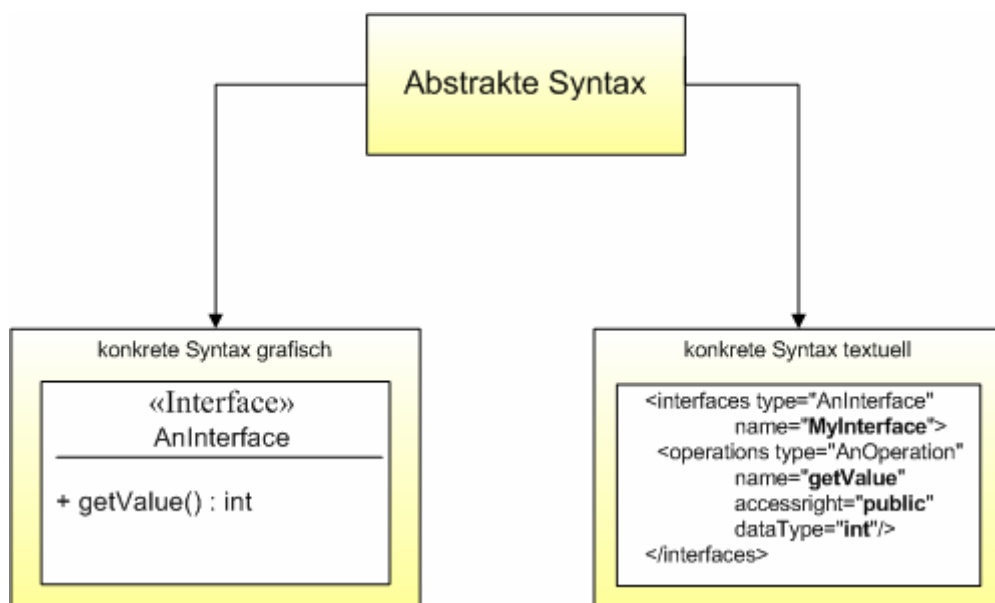 Abstrakte Syntax
konkrete Syntax grafisch
«Interface»
AnInterface
+ getValue() : int
konkrete Syntax textuell
<interfaces type="AnInterface"
name="MyInterface">
<operations type="AnOperation"
name="getValue"
accessright="public"
dataType="int"/>
</interfaces>